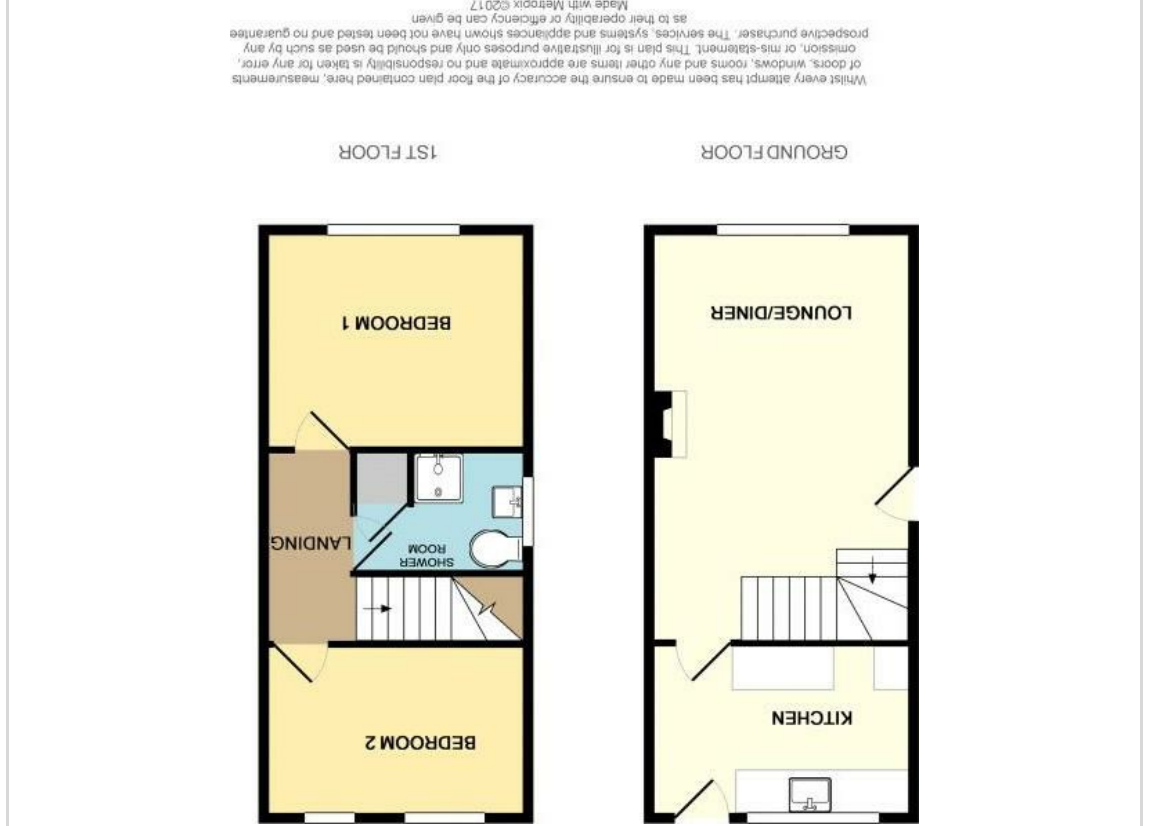 KITCHEN
LOUNGE/DINER
GROUND FLOOR
BEDROOM 2
SHOWER
ROOM
LANDING
BEDROOM 1
1ST FLOOR
Whilst every attempt has been made to ensure the accuracy of the floor plan contained here, measurements
of doors, windows, rooms and any other items are approximate and no responsibility is taken for any error,
omission, or mis-statement. This plan is for illustrative purposes only and should be used as such by any
prospective purchaser. The services, systems and appliances shown have not been tested and no guarantee
as to their operability or efficiency can be given
Made with Metropix ©2017